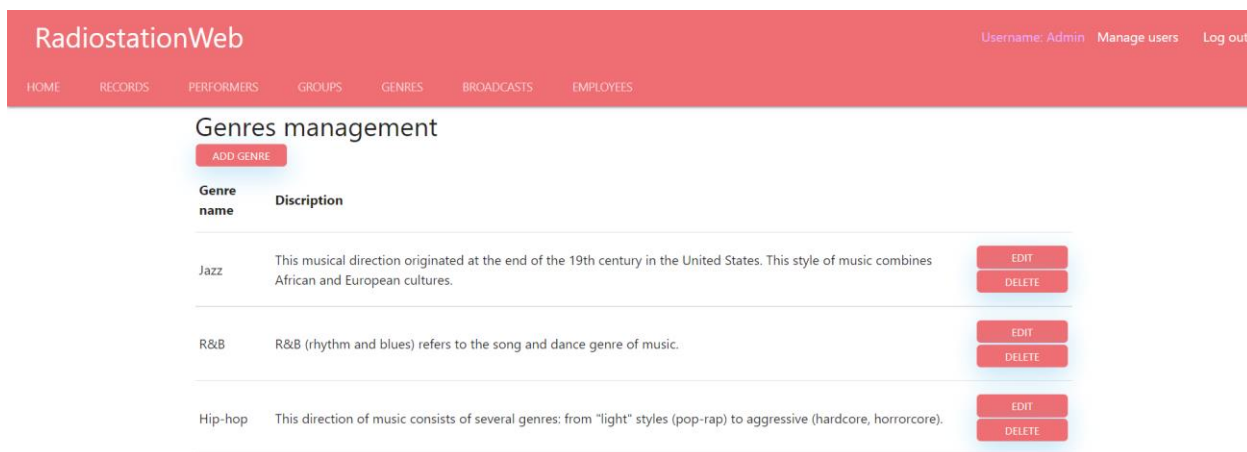 RadiostationWeb
Username: Admin Manage users Log out
HOME RECORDS PERFORMERS GROUPS GENRES BROADCASTS EMPLOYEES
Genres management
ADD GENRE
Genre
name
Discription
Jazz
This musical direction originated at the end of the 19th century in the United States. This style of music combines
African and European cultures.
EDIT
DELETE
R&B
R&B (rhythm and blues) refers to the song and dance genre of music.
EDIT
DELETE
Hip-hop
This direction of music consists of several genres: from "light" styles (pop-rap) to aggressive (hardcore, horrorcore).
EDIT
DELETE